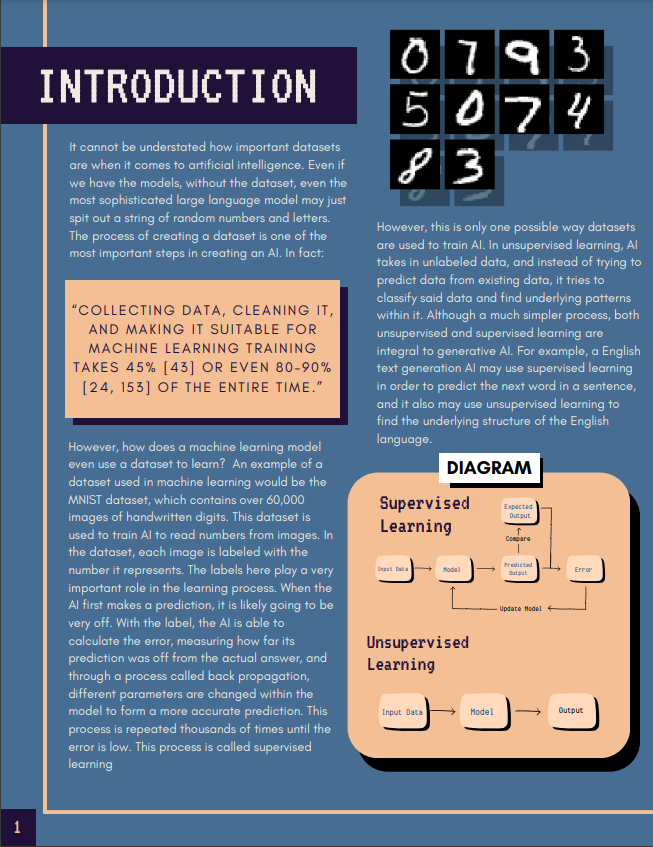 INTRODUCTION
It cannot be understated how important datasets
are when it comes to artificial intelligence. Even if
we have the models, without the dataset, even the
most sophisticated large language model may just
spit out a string of random numbers and letters.
The process of creating a dataset is one of the
most important steps in creating an AI. In fact:
“COLLECTING DATA, CLEANING IT,
AND MAKING IT SUITABLE FOR
MACHINE LEARNING TRAINING
TAKES 45% [43] OR EVEN 80-90%
[24, 153] OF THE ENTIRE TIME.”
However, how does a machine learning model
even use a dataset to learn?  An example of a
dataset used in machine learning would be the
MNIST dataset, which contains over 60,000
images of handwritten digits. This dataset is
used to train AI to read numbers from images. In
the dataset, each image is labeled with the
number it represents. The labels here play a very
important role in the learning process. When the
AI first makes a prediction, it is likely going to be
very off. With the label, the AI is able to
calculate the error, measuring how far its
prediction was off from the actual answer, and
through a process called back propagation,
different parameters are changed within the
model to form a more accurate prediction. This
process is repeated thousands of times until the
error is low. This process is called supervised
learning
0 7 9 3
5 0 7 4
8 3
However, this is only one possible way datasets
are used to train AI. In unsupervised learning, AI
takes in unlabeled data, and instead of trying to
predict data from existing data, it tries to
classify said data and find underlying patterns
within it. Although a much simpler process, both
unsupervised and supervised learning are
integral to generative AI. For example, a English
text generation AI may use supervised learning
in order to predict the next word in a sentence,
and it also may use unsupervised learning to
find the underlying structure of the English
language.
DIAGRAM
Supervised
Learning
Expected
Output
Compare
Input Data
Model
Predicted
Output
Error
Update Model
Unsupervised
Learning
Input Data
Model
Output
1